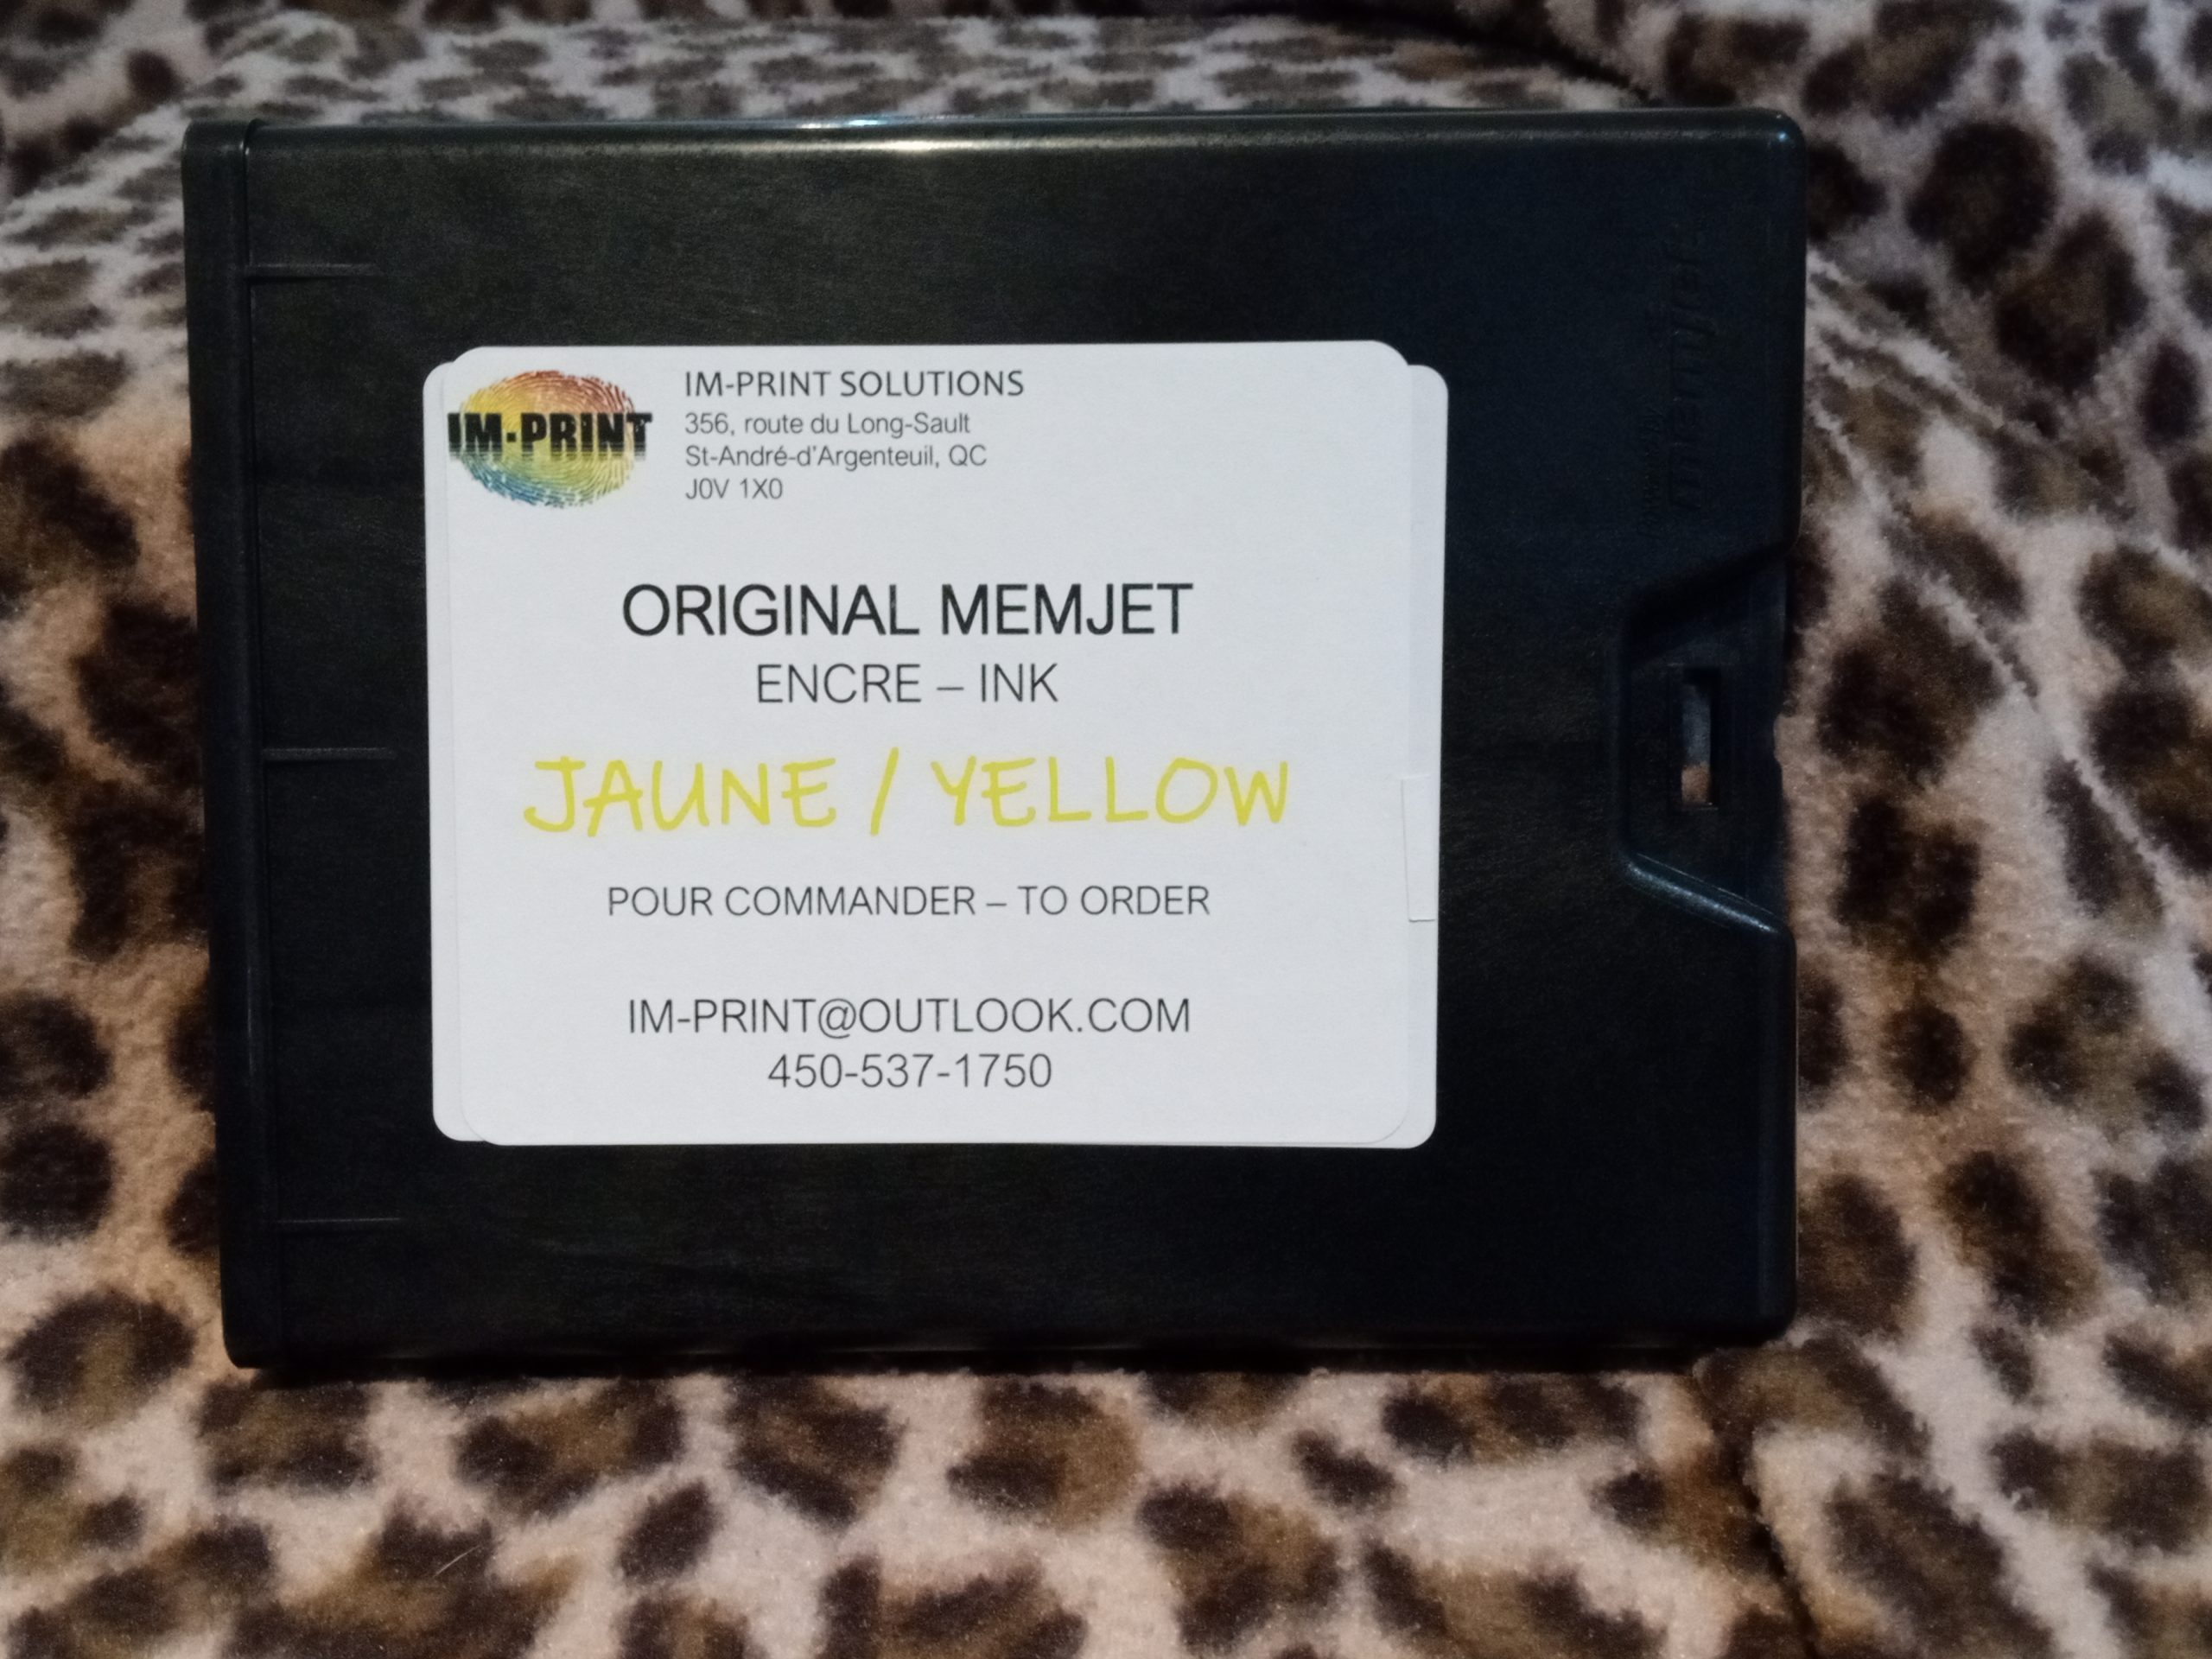 IM-PRINT
IM-PRINT SOLUTIONS
356, route du Long-Sault
St-André-d'Argenteuil, QC
J0V 1X0
ORIGINAL MEMJET
ENCRE – INK
JAUNE / YELLOW
POUR COMMANDER – TO ORDER
IM-PRINT@OUTLOOK.COM
450-537-1750
memjet